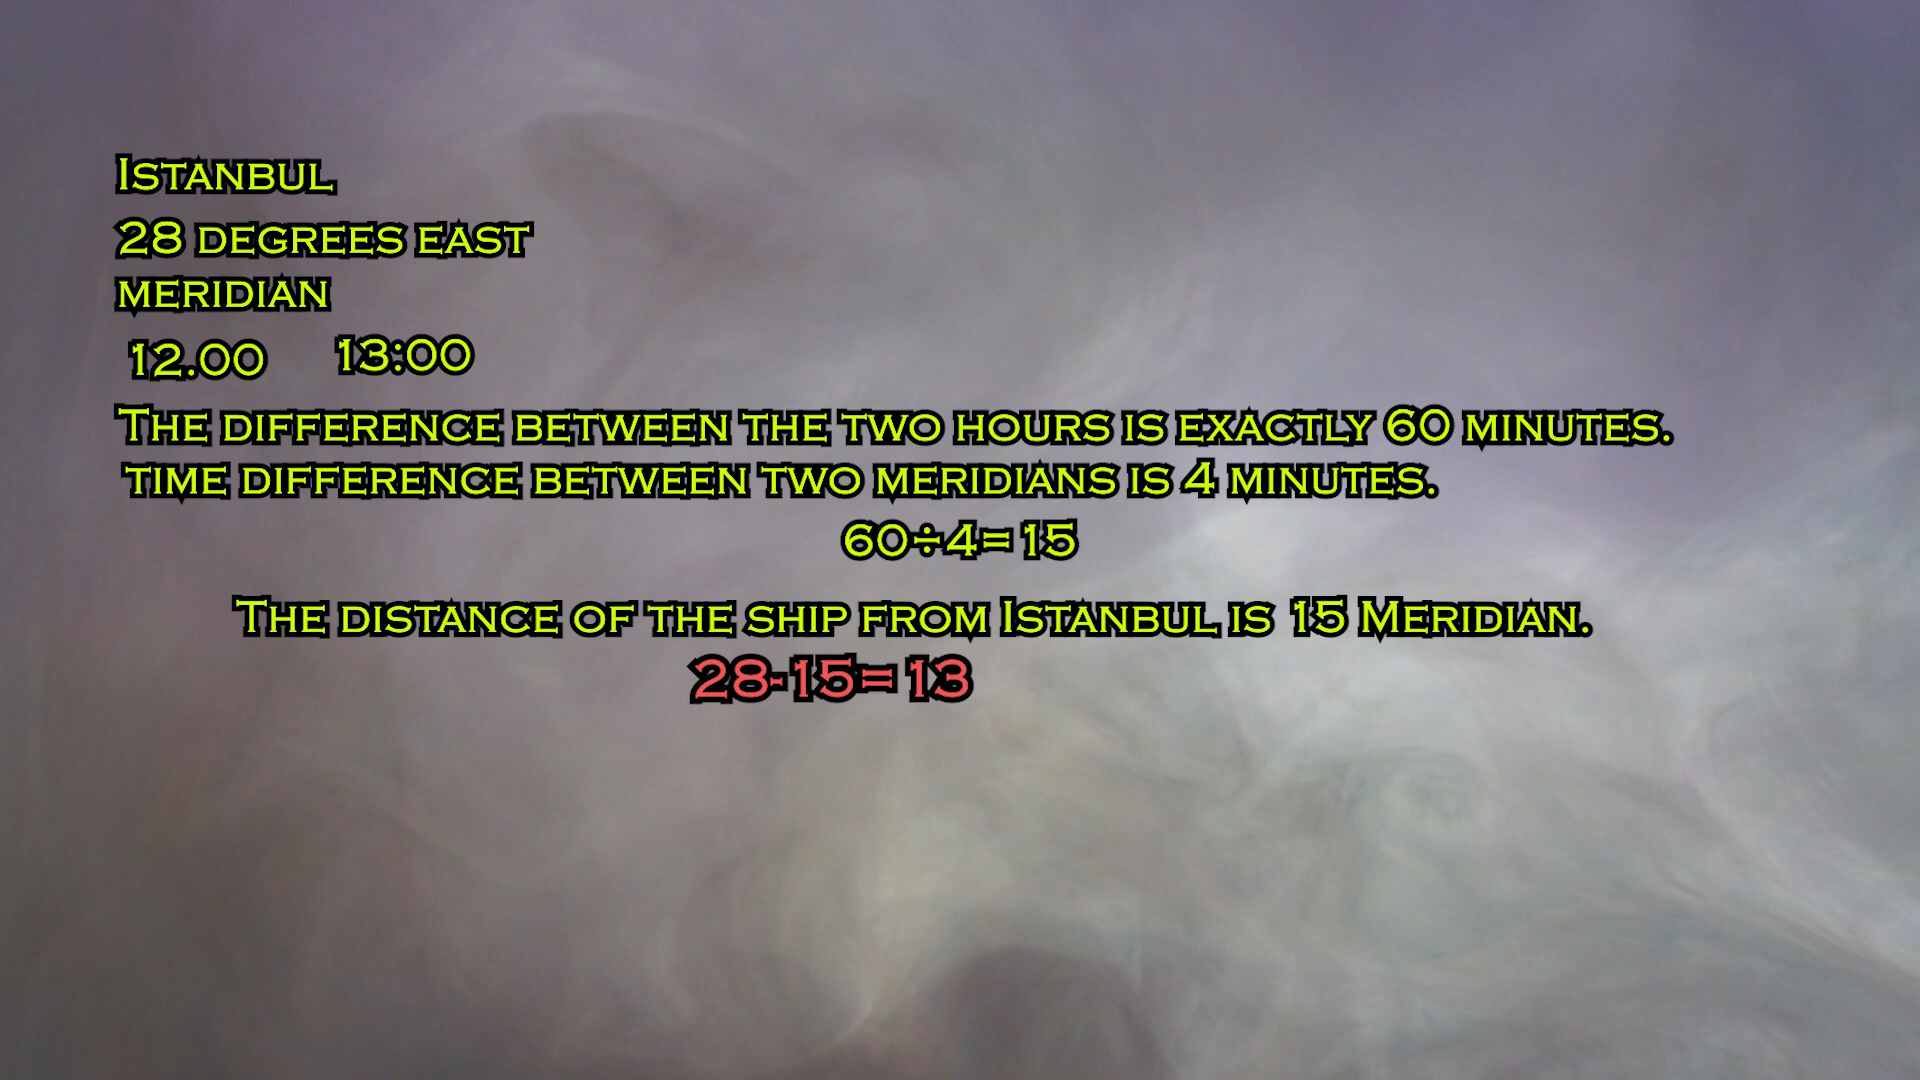 Istanbul
28 degrees east
meridian
12.00 13:00
The difference between the two hours is exactly 60 minutes.
time difference between two meridians is 4 minutes.
60÷4=15
The distance of the ship from Istanbul is 15 Meridian.
28-15=13